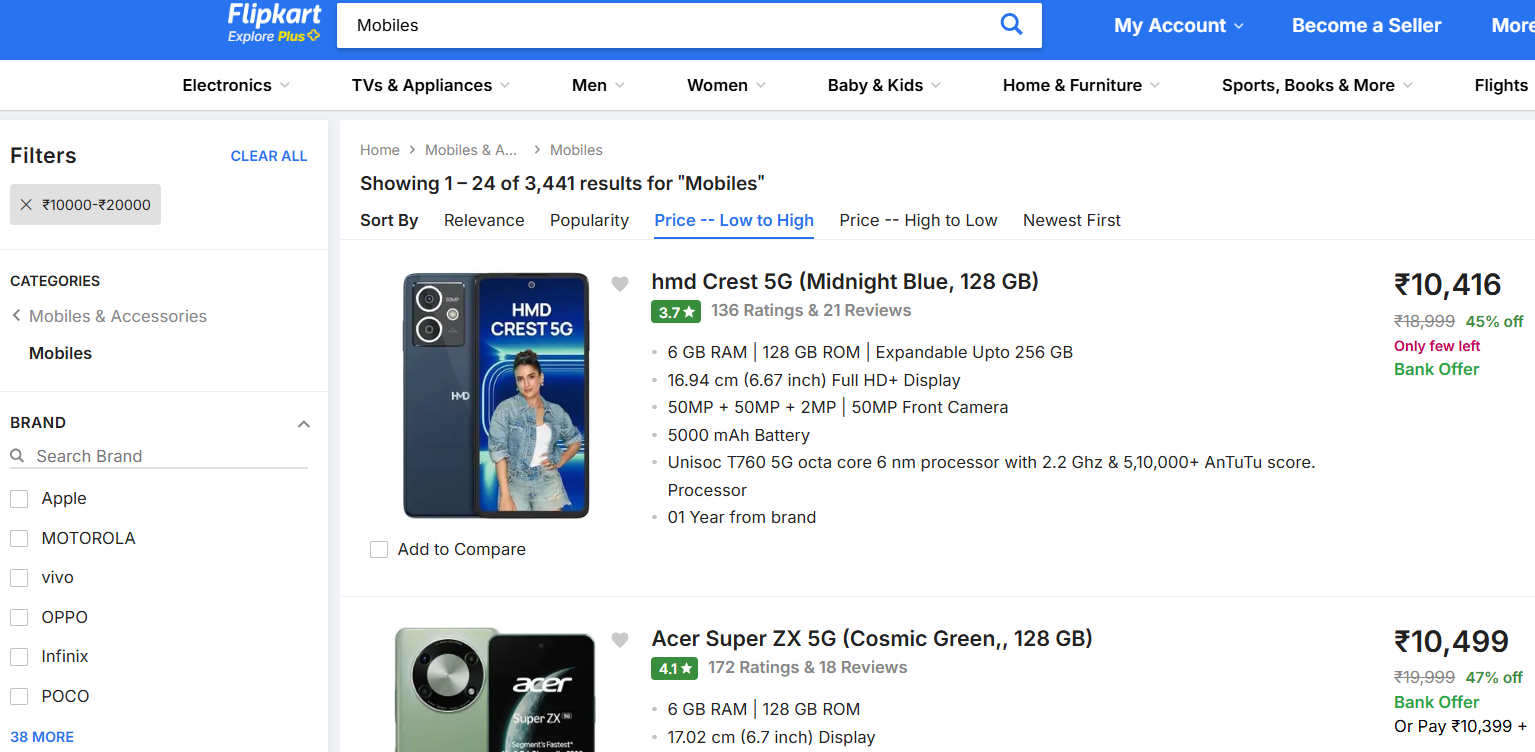 Flipkart
Explore Plus
Mobiles
My Account
Become a Seller
More
Electronics
TVs & Appliances
Men
Women
Baby & Kids
Home & Furniture
Sports, Books & More
Flights
Filters
CLEAR ALL
₹10000-₹20000
CATEGORIES
Mobiles & Accessories
Mobiles
BRAND
Search Brand
Apple
MOTOROLA
vivo
OPPO
Infinix
POCO
38 MORE
Home
Mobiles & A...
Mobiles
Showing 1 – 24 of 3,441 results for "Mobiles"
Sort By
Relevance
Popularity
Price -- Low to High
Price -- High to Low
Newest First
HMD
CREST 5G
50MP
HMD
Add to Compare
hmd Crest 5G (Midnight Blue, 128 GB)
3.7★
136 Ratings & 21 Reviews
6 GB RAM | 128 GB ROM | Expandable Upto 256 GB
16.94 cm (6.67 inch) Full HD+ Display
50MP + 50MP + 2MP | 50MP Front Camera
5000 mAh Battery
Unisoc T760 5G octa core 6 nm processor with 2.2 Ghz & 5,10,000+ AnTuTu score.
Processor
01 Year from brand
₹10,416
₹18,999 45% off
Only few left
Bank Offer
acer
Super ZX 5G
Segment's Fastest*
Acer Super ZX 5G (Cosmic Green,, 128 GB)
4.1★
172 Ratings & 18 Reviews
6 GB RAM | 128 GB ROM
17.02 cm (6.7 inch) Display
₹10,499
₹19,999 47% off
Bank Offer
Or Pay ₹10,399 +